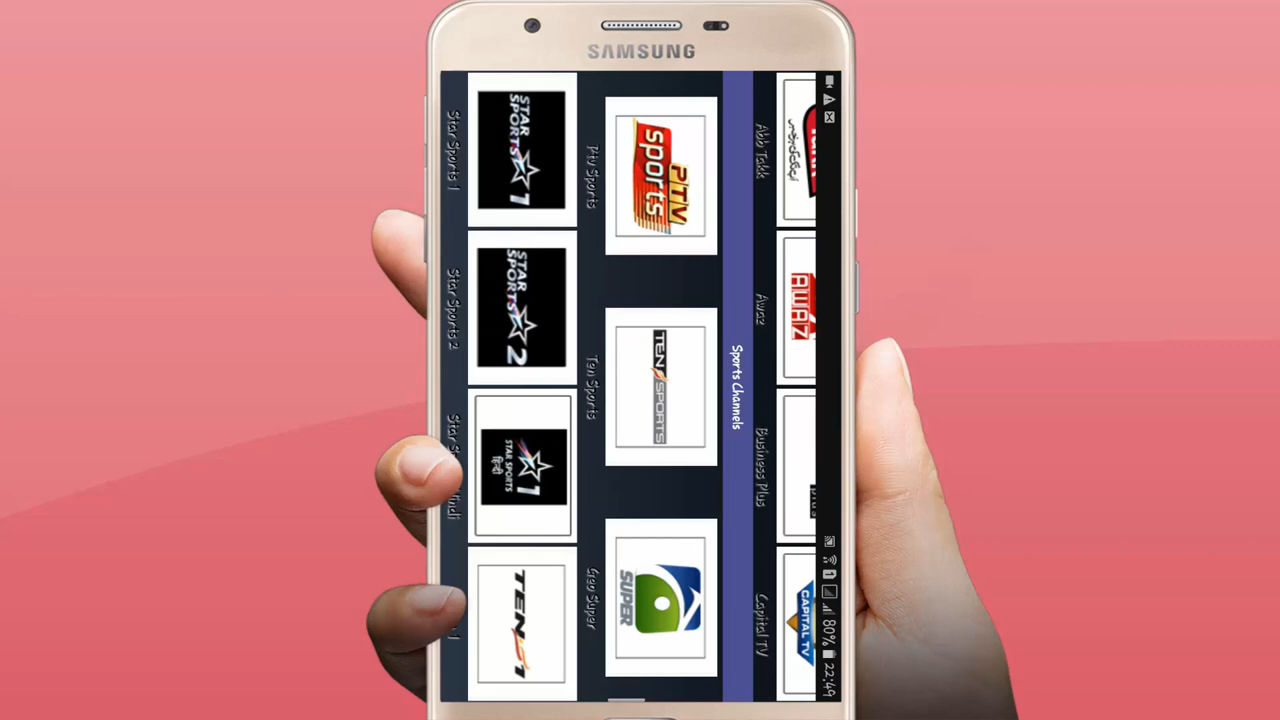 SAMSUNG
80% 22:49
AWAZ
CAPITAL TV
Abb Takk
Awaz
Business Plus
Capital TV
Sports Channels
PTV
sports
TEN SPORTS
SUPER
Ptv Sports
Ten Sports
Geo Super
STAR
SPORTS
1
STAR
SPORTS
2
1
STAR SPORTS
हिन्दी
TEN 1
Star Sports 1
Star Sports 2